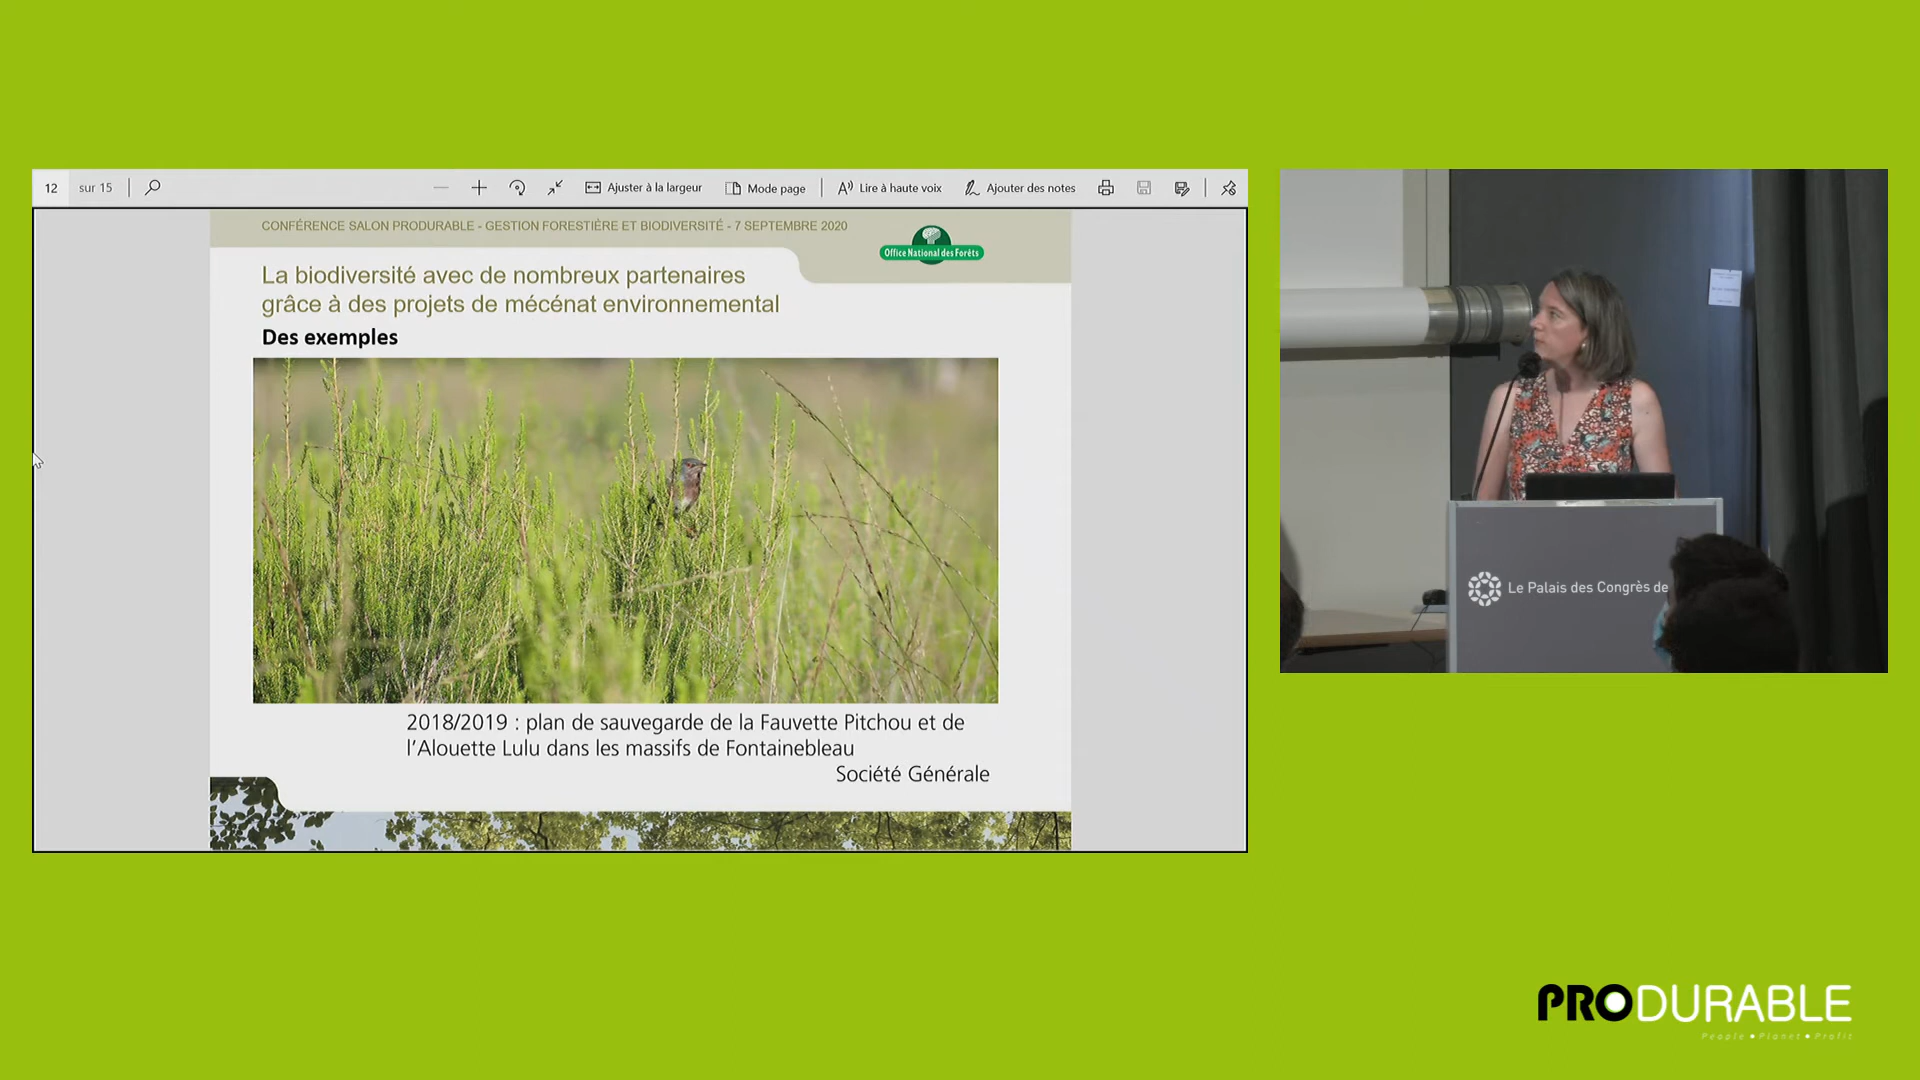 12 sur 15
Ajuster à la largeur
Mode page
Lire à haute voix
Ajouter des notes
CONFÉRENCE SALON PRODURABLE - GESTION FORESTIÈRE ET BIODIVERSITÉ - 7 SEPTEMBRE 2020
Office National des Forêts
La biodiversité avec de nombreux partenaires
grâce à des projets de mécénat environnemental
Des exemples
2018/2019 : plan de sauvegarde de la Fauvette Pitchou et de
l'Alouette Lulu dans les massifs de Fontainebleau
Société Générale
Le Palais des Congrès de
PRODURABLE
People • Planet • Profit